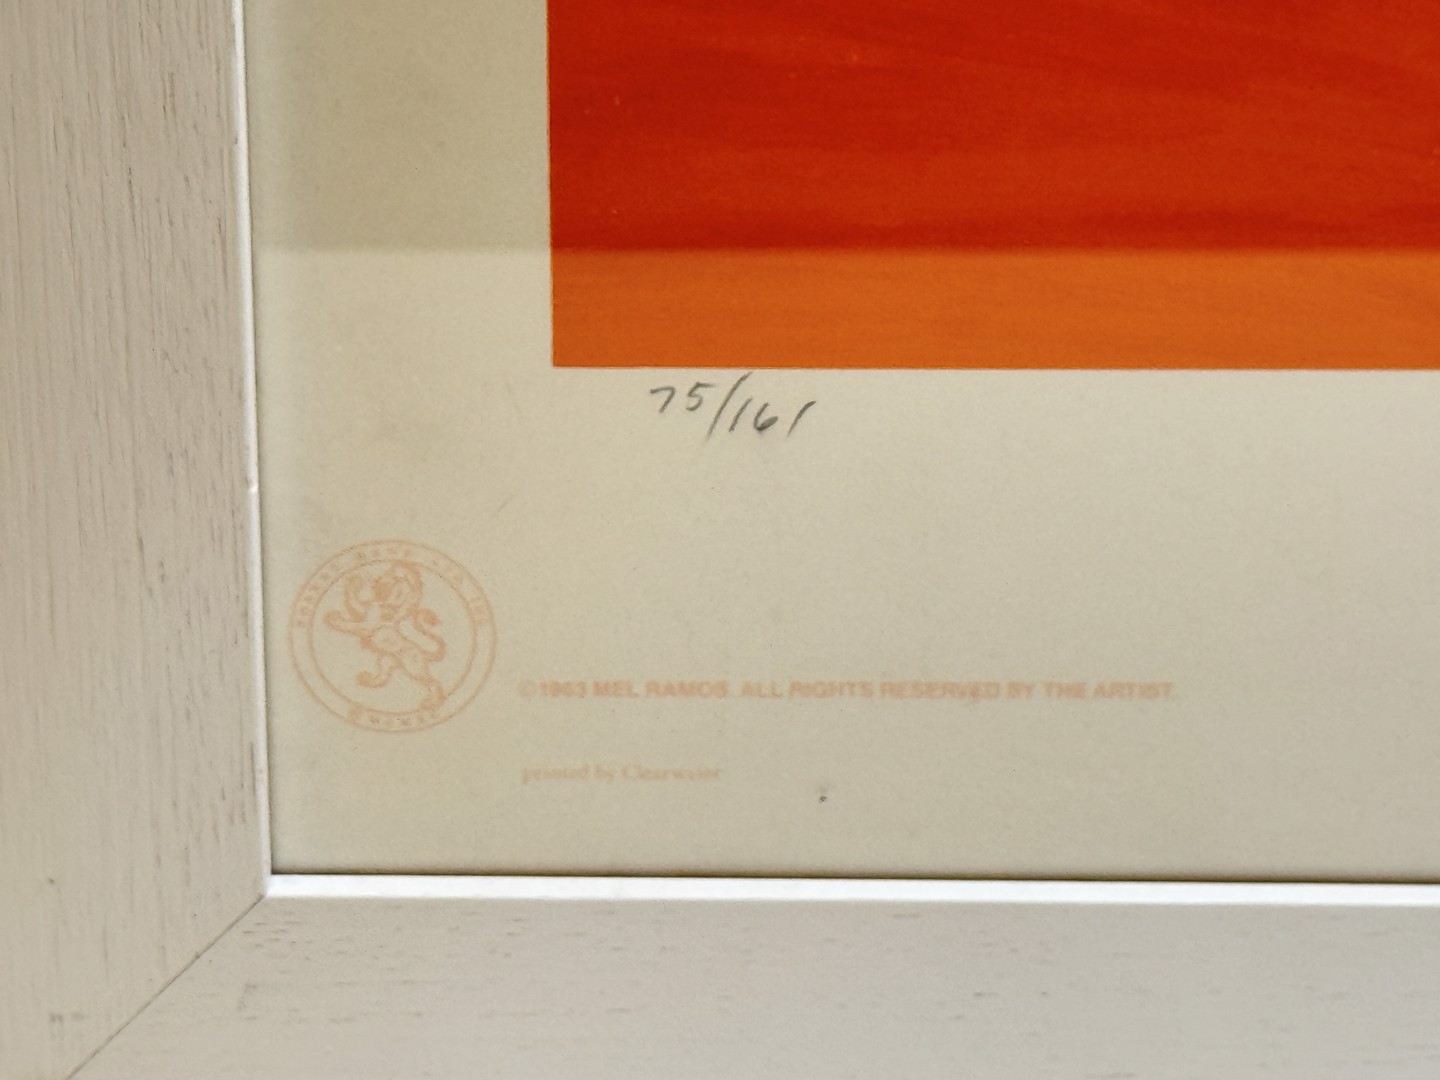 75/161
©1963 MEL RAMOS. ALL RIGHTS RESERVED BY THE ARTIST.
printed by Clearwater